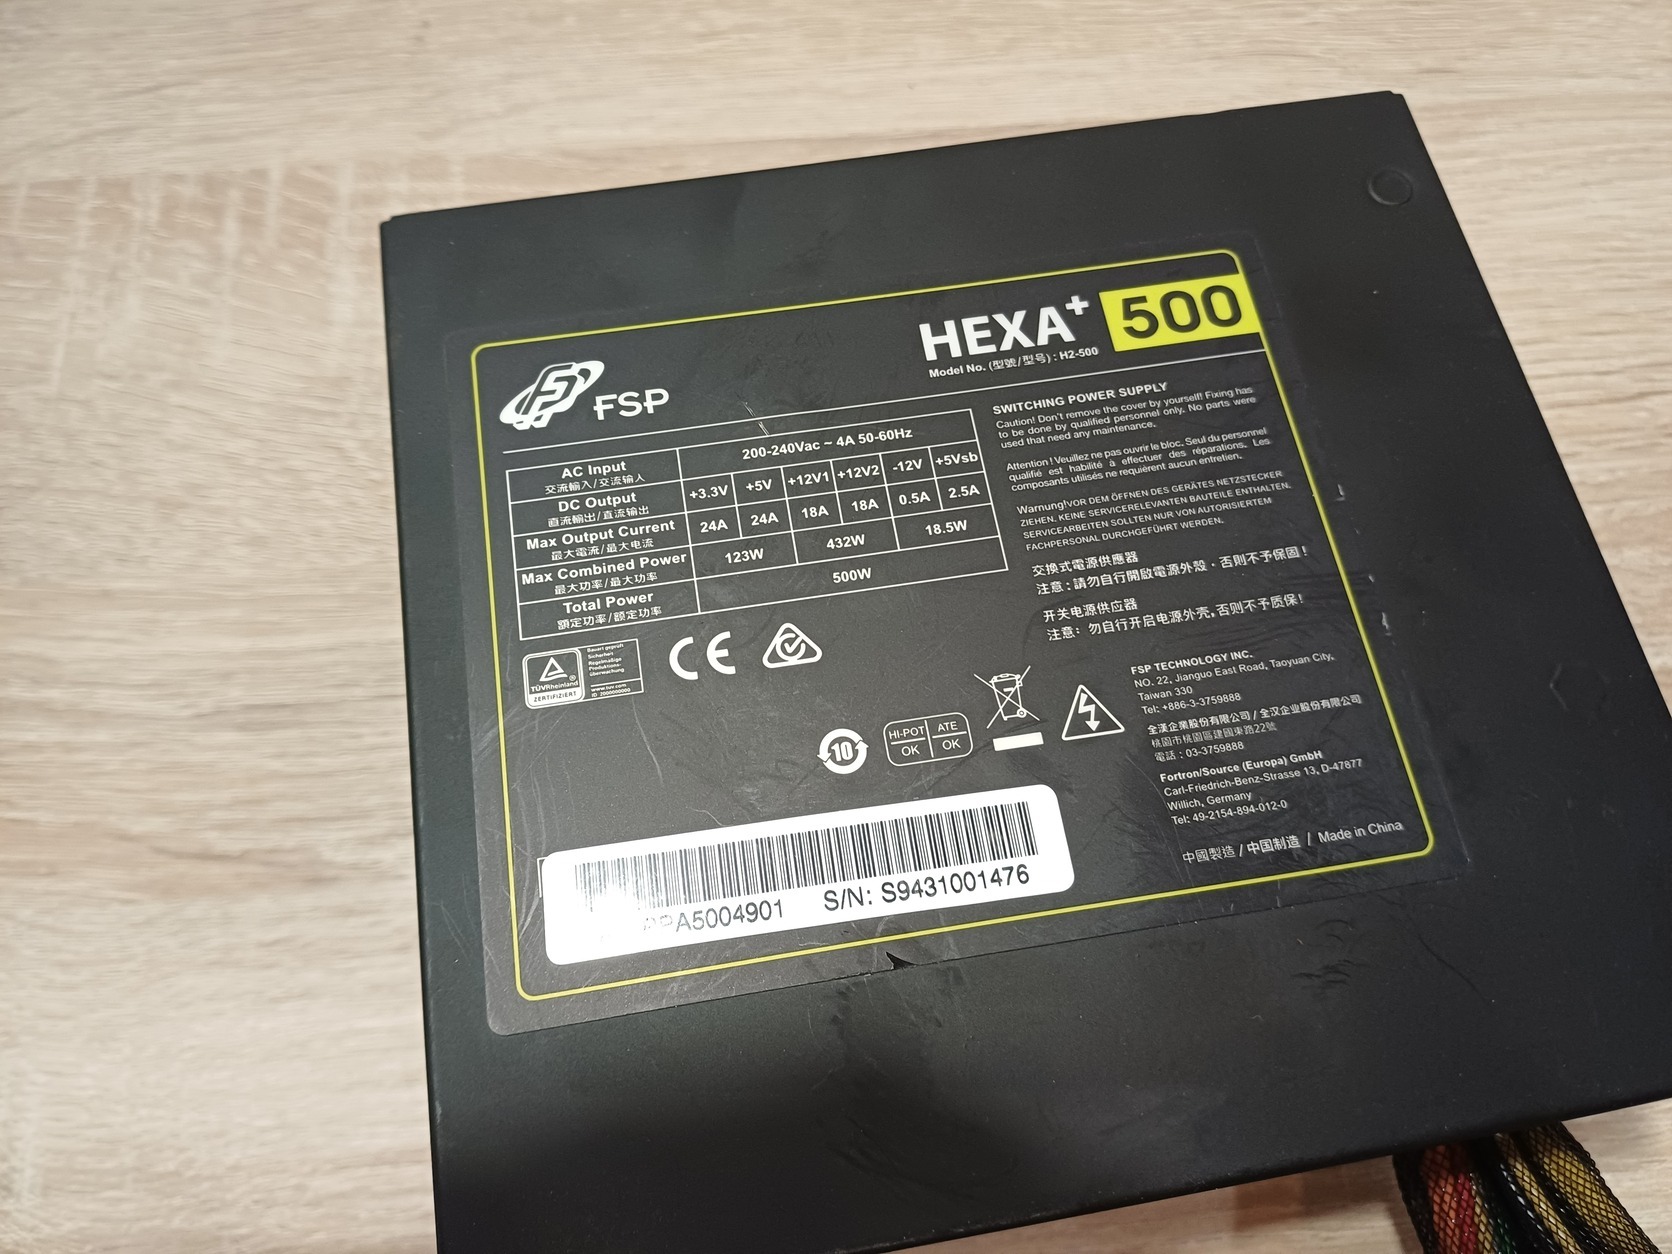 FSP
HEXA+ 500
Model No. (型號/型号) : H2-500
AC Input 200-240Vac ~ 4A 50-60Hz
交流輸入/交流输入
DC Output +3.3V +5V +12V1 +12V2 -12V +5Vsb
直流輸出/直流输出
Max Output Current 24A 24A 18A 18A 0.5A 2.5A
最大電流/最大电流
Max Combined Power 123W 432W 18.5W
最大功率/最大功率
Total Power 500W
額定功率/额定功率
SWITCHING POWER SUPPLY
Caution! Don't remove the cover by yourself! Fixing has
to be done by qualified personnel only. No parts were
used that need any maintenance.
Attention ! Veuillez ne pas ouvrir le bloc. Seul du personnel
qualifié est habilité à effectuer des réparations. Les
composants utilisés ne requièrent aucun entretien.
Warnung!VOR DEM ÖFFNEN DES GERÄTES NETZSTECKER
ZIEHEN. KEINE SERVICERELEVANTEN BAUTEILE ENTHALTEN.
SERVICEARBEITEN SOLLTEN NUR VON AUTORISIERTEM
FACHPERSONAL DURCHGEFÜHRT WERDEN.
交換式電源供應器
注意：請勿自行開啟電源外殼，否則不予保固！
开关电源供应器
注意：勿自行开启电源外壳，否则不予质保！
TÜVRheinland
ZERTIFIZIERT
Bauart geprüft
Sicherheit
Regelmäßige
Produktions-
überwachung
www.tuv.com
ID 2000000000
CE
10
HI-POT ATE
OK OK
FSP TECHNOLOGY INC.
NO. 22, Jianguo East Road, Taoyuan City,
Taiwan 330
Tel: +886-3-3759888
全漢企業股份有限公司 / 全汉企业股份有限公司
桃園市桃園區建國東路22號
電話：03-3759888
Fortron/Source (Europa) GmbH
Carl-Friedrich-Benz-Strasse 13, D-47877
Willich, Germany
Tel: 49-2154-894-012-0
中國製造 / 中国制造 / Made in China
PPA5004901 S/N: S9431001476